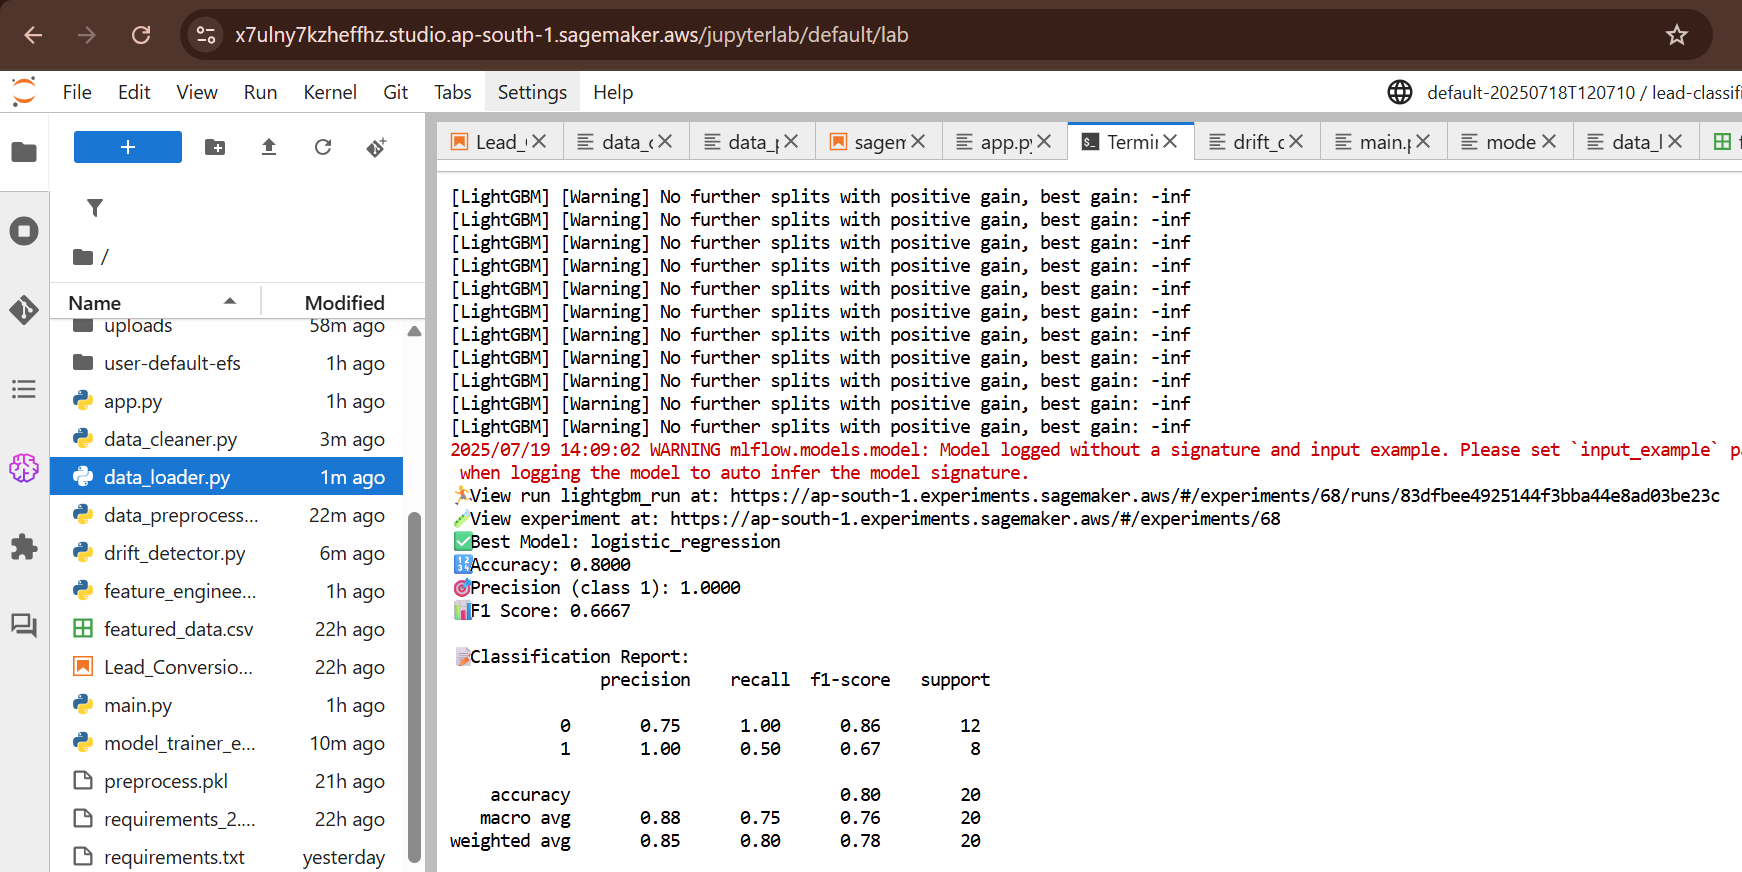 x7ulny7kzheffhz.studio.ap-south-1.sagemaker.aws/jupyterlab/default/lab
File Edit View Run Kernel Git Tabs Settings Help
default-20250718T120710 / lead-classifi
Lead_( data_c data_p sagem app.py Termin drift_c main.p mode data_l f
/
Name Modified
uploads 58m ago
user-default-efs 1h ago
app.py 1h ago
data_cleaner.py 3m ago
data_loader.py 1m ago
data_preprocess... 22m ago
drift_detector.py 6m ago
feature_enginee... 1h ago
featured_data.csv 22h ago
Lead_Conversio... 22h ago
main.py 1h ago
model_trainer_e... 10m ago
preprocess.pkl 21h ago
requirements_2.... 22h ago
requirements.txt yesterday
[LightGBM] [Warning] No further splits with positive gain, best gain: -inf
[LightGBM] [Warning] No further splits with positive gain, best gain: -inf
[LightGBM] [Warning] No further splits with positive gain, best gain: -inf
[LightGBM] [Warning] No further splits with positive gain, best gain: -inf
[LightGBM] [Warning] No further splits with positive gain, best gain: -inf
[LightGBM] [Warning] No further splits with positive gain, best gain: -inf
[LightGBM] [Warning] No further splits with positive gain, best gain: -inf
[LightGBM] [Warning] No further splits with positive gain, best gain: -inf
[LightGBM] [Warning] No further splits with positive gain, best gain: -inf
[LightGBM] [Warning] No further splits with positive gain, best gain: -inf
[LightGBM] [Warning] No further splits with positive gain, best gain: -inf
2025/07/19 14:09:02 WARNING mlflow.models.model: Model logged without a signature and input example. Please set `input_example` p
when logging the model to auto infer the model signature.
🏃View run lightgbm_run at: https://ap-south-1.experiments.sagemaker.aws/#/experiments/68/runs/83dfbee4925144f3bba44e8ad03be23c
🧪View experiment at: https://ap-south-1.experiments.sagemaker.aws/#/experiments/68
✅Best Model: logistic_regression
🔢Accuracy: 0.8000
🎯Precision (class 1): 1.0000
📊F1 Score: 0.6667
📝Classification Report:
precision recall f1-score support
0 0.75 1.00 0.86 12
1 1.00 0.50 0.67 8
accuracy 0.80 20
macro avg 0.88 0.75 0.76 20
weighted avg 0.85 0.80 0.78 20